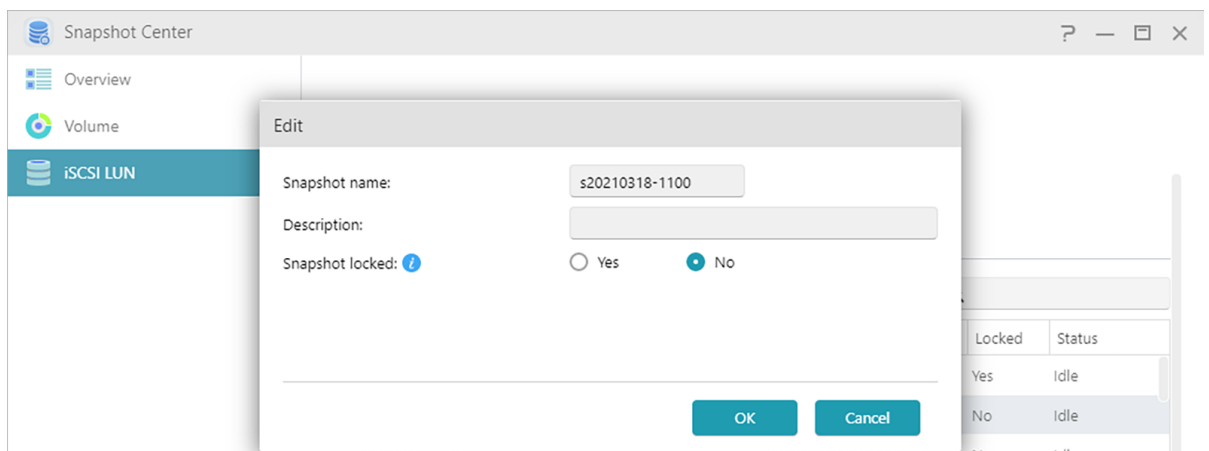 Snapshot Center
Overview
Volume
iSCSI LUN
Edit
Snapshot name: s20210318-1100
Description:
Snapshot locked: Yes No
OK Cancel
Locked Status
Yes Idle
No Idle